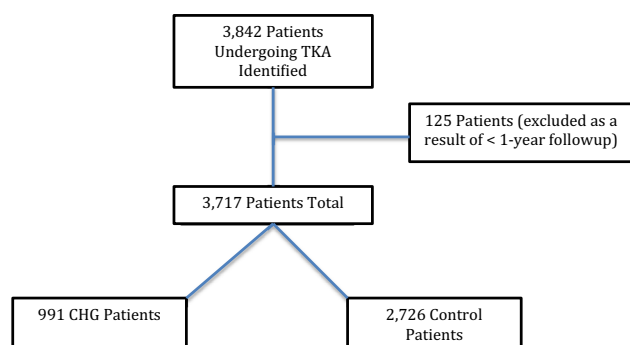 3,842 Patients
Undergoing TKA
Identified
125 Patients (excluded as a
result of < 1-year followup)
3,717 Patients Total
991 CHG Patients
2,726 Control
Patients